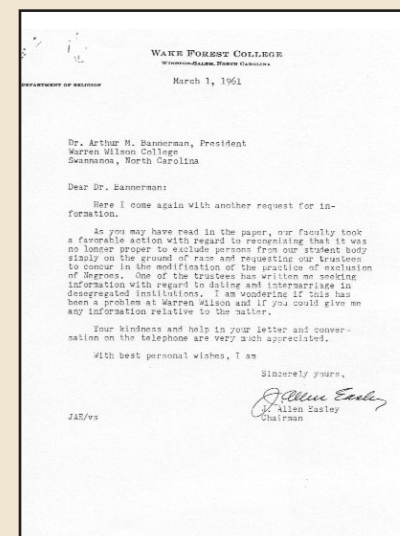 WAKE FOREST COLLEGE
WINSTON-SALEM, NORTH CAROLINA
DEPARTMENT OF RELIGION
March 1, 1961
Dr. Arthur M. Bannerman, President
Warren Wilson College
Swannanoa, North Carolina
Dear Dr. Bannerman:
Here I come again with another request for in-
formation.
As you may have read in the paper, our faculty took
a favorable action with regard to recognizing that it was
no longer proper to exclude persons from our student body
simply on the ground of race and requesting our trustees
to concur in the modification of the practice of exclusion
of Negroes. One of the trustees has written me seeking
information with regard to dating and intermarriage in
desegregated institutions. I am wondering if this has
been a problem at Warren Wilson and if you could give me
any information relative to the matter.
Your kindness and help in your letter and conver-
sation on the telephone are very much appreciated.
With best personal wishes, I am
Sincerely yours,
J. Allen Easley
J. Allen Easley
Chairman
JAE/vs